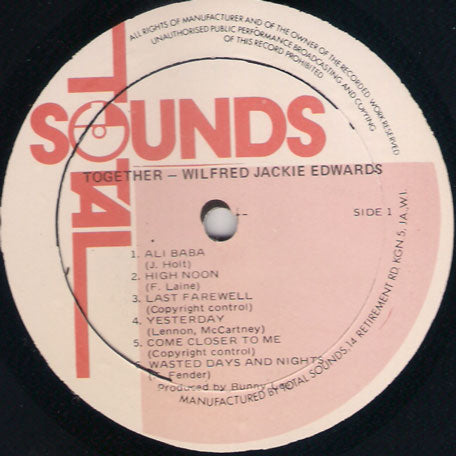 ALL RIGHTS OF MANUFACTURER AND OF THE OWNER OF THE RECORDED WORK RESERVED
UNAUTHORISED PUBLIC PERFORMANCE BROADCASTING AND COPYING
OF THIS RECORD PROHIBITED
TOTAL
SOUNDS
TOGETHER - WILFRED JACKIE EDWARDS
SIDE 1
1. ALI BABA
(J. Holt)
2. HIGH NOON
(F. Laine)
3. LAST FAREWELL
(Copyright control)
4. YESTERDAY
(Lennon, McCartney)
5. COME CLOSER TO ME
(Copyright control)
6. WASTED DAYS AND NIGHTS
Fender)
Produced by Bunny
MANUFACTURED BY TOTAL SOUNDS 14 RETIREMENT RD, KGN 5, JA., W.I.